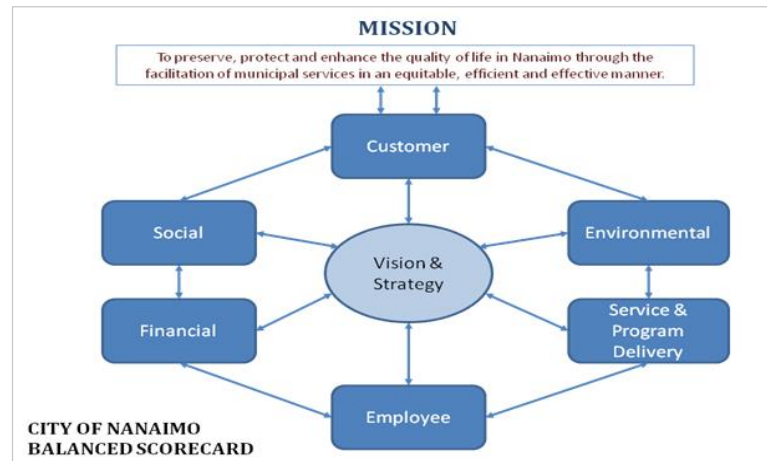 MISSION
To preserve, protect and enhance the quality of life in Nanaimo through the
facilitation of municipal services in an equitable, efficient and effective manner.
Customer
Social
Environmental
Vision &
Strategy
Financial
Service &
Program
Delivery
Employee
CITY OF NANAIMO
BALANCED SCORECARD